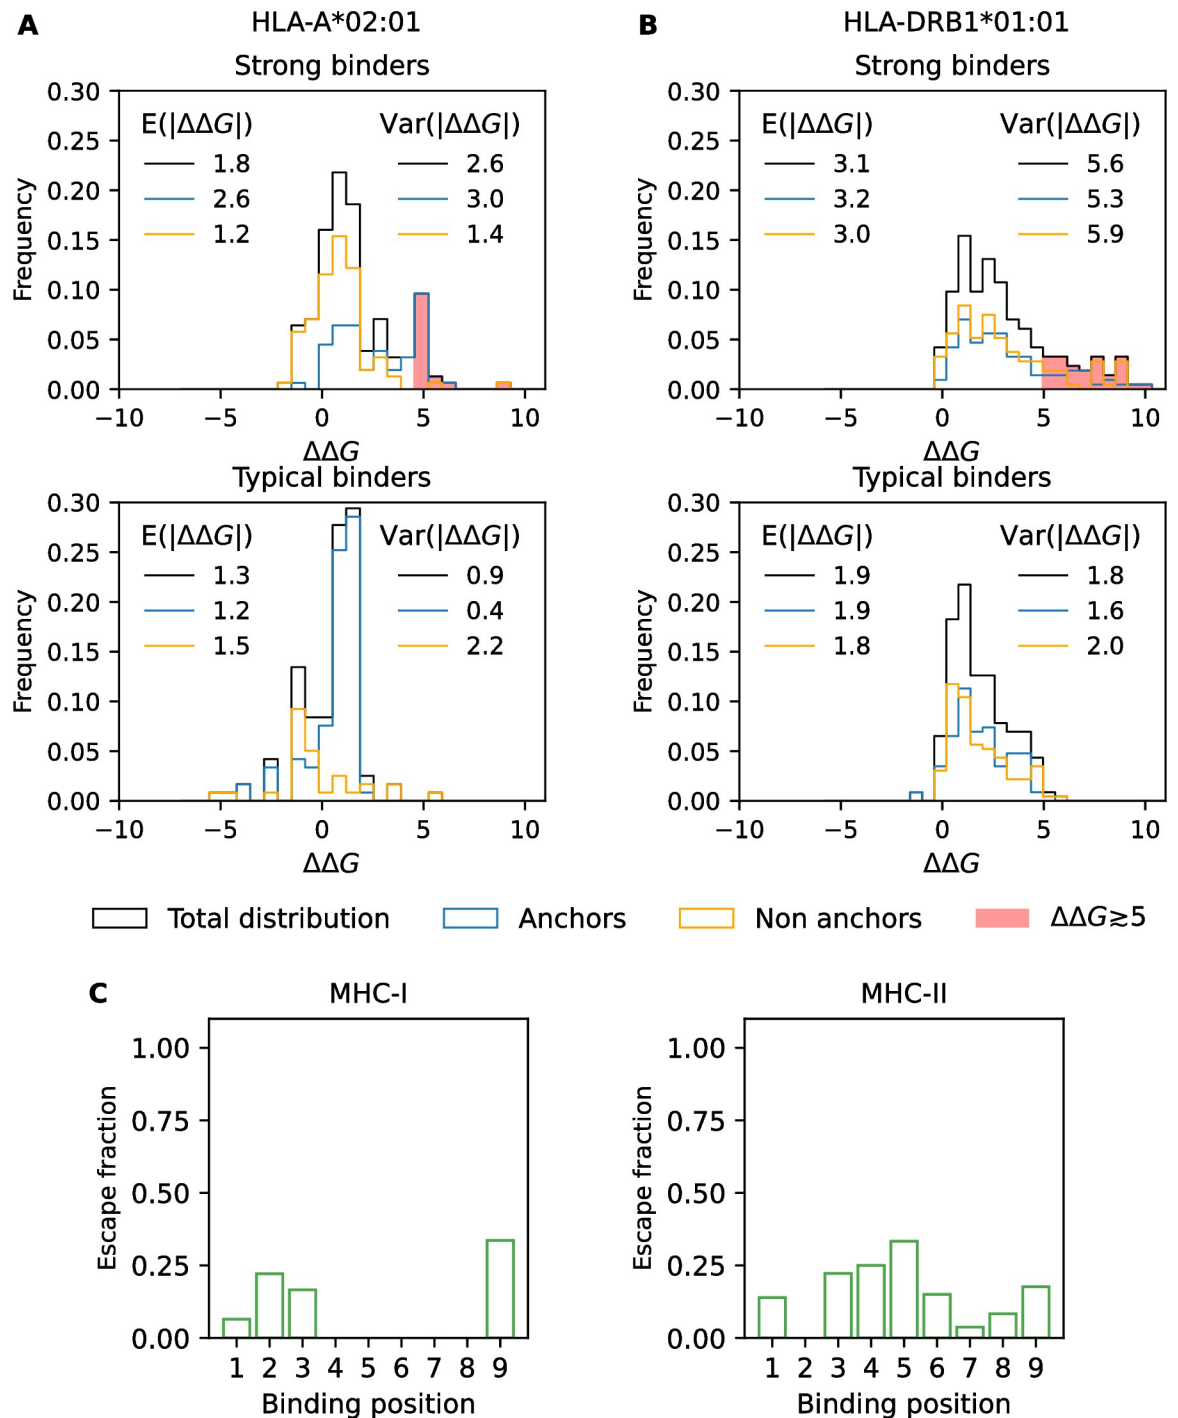 A
HLA-A*02:01
Strong binders
0.30
0.25
0.20
0.15
0.10
0.05
0.00
Frequency
E(|ΔΔG|)
1.8
2.6
1.2
Var(|ΔΔG|)
2.6
3.0
1.4
−10
−5
0
5
10
ΔΔG
Typical binders
0.30
0.25
0.20
0.15
0.10
0.05
0.00
Frequency
E(|ΔΔG|)
1.3
1.2
1.5
Var(|ΔΔG|)
0.9
0.4
2.2
−10
−5
0
5
10
ΔΔG
B
HLA-DRB1*01:01
Strong binders
0.30
0.25
0.20
0.15
0.10
0.05
0.00
Frequency
E(|ΔΔG|)
3.1
3.2
3.0
Var(|ΔΔG|)
5.6
5.3
5.9
−10
−5
0
5
10
ΔΔG
Typical binders
0.30
0.25
0.20
0.15
0.10
0.05
0.00
Frequency
E(|ΔΔG|)
1.9
1.9
1.8
Var(|ΔΔG|)
1.8
1.6
2.0
−10
−5
0
5
10
ΔΔG
Total distribution
Anchors
Non anchors
ΔΔG≳5
C
MHC-I
1.00
0.75
0.50
0.25
0.00
Escape fraction
1 2 3 4 5 6 7 8 9
Binding position
MHC-II
1.00
0.75
0.50
0.25
0.00
Escape fraction
1 2 3 4 5 6 7 8 9
Binding position